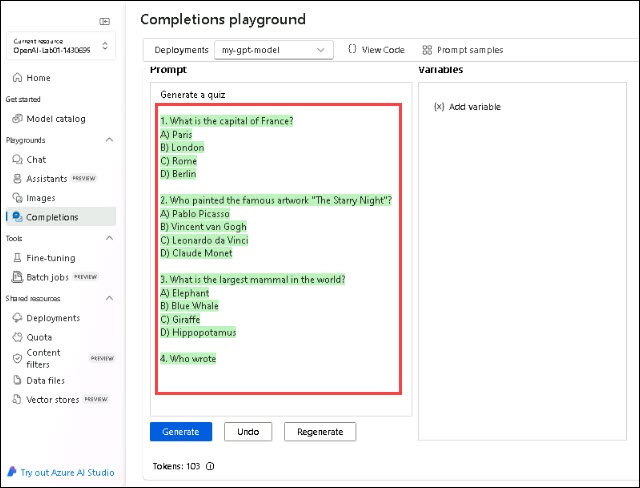 Completions playground
Current resource
OpenAI-Lab01-1430695
Home
Get started
Model catalog
Playgrounds
Chat
Assistants PREVIEW
Images
Completions
Tools
Fine-tuning
Batch jobs PREVIEW
Shared resources
Deployments
Quota
Content
filters PREVIEW
Data files
Vector stores PREVIEW
Try out Azure AI Studio
Deployments my-gpt-model {} View Code Prompt samples
Prompt
Generate a quiz
1. What is the capital of France?
A) Paris
B) London
C) Rome
D) Berlin
2. Who painted the famous artwork "The Starry Night"?
A) Pablo Picasso
B) Vincent van Gogh
C) Leonardo da Vinci
D) Claude Monet
3. What is the largest mammal in the world?
A) Elephant
B) Blue Whale
C) Giraffe
D) Hippopotamus
4. Who wrote
Generate Undo Regenerate
Tokens: 103
Variables
{x} Add variable